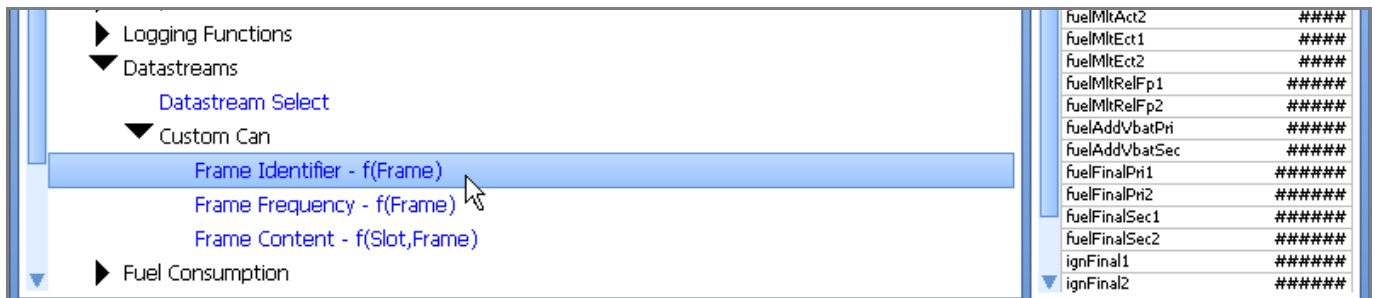 Logging Functions
Datastreams
Datastream Select
Custom Can
Frame Identifier - f(Frame)
Frame Frequency - f(Frame)
Frame Content - f(Slot,Frame)
Fuel Consumption
fuelMltAct2 ####
fuelMltEct1 ####
fuelMltEct2 ####
fuelMltRelFp1 #####
fuelMltRelFp2 #####
fuelAddVbatPri #####
fuelAddVbatSec #####
fuelFinalPri1 ######
fuelFinalPri2 ######
fuelFinalSec1 ######
fuelFinalSec2 ######
ignFinal1 ######
ignFinal2 ######